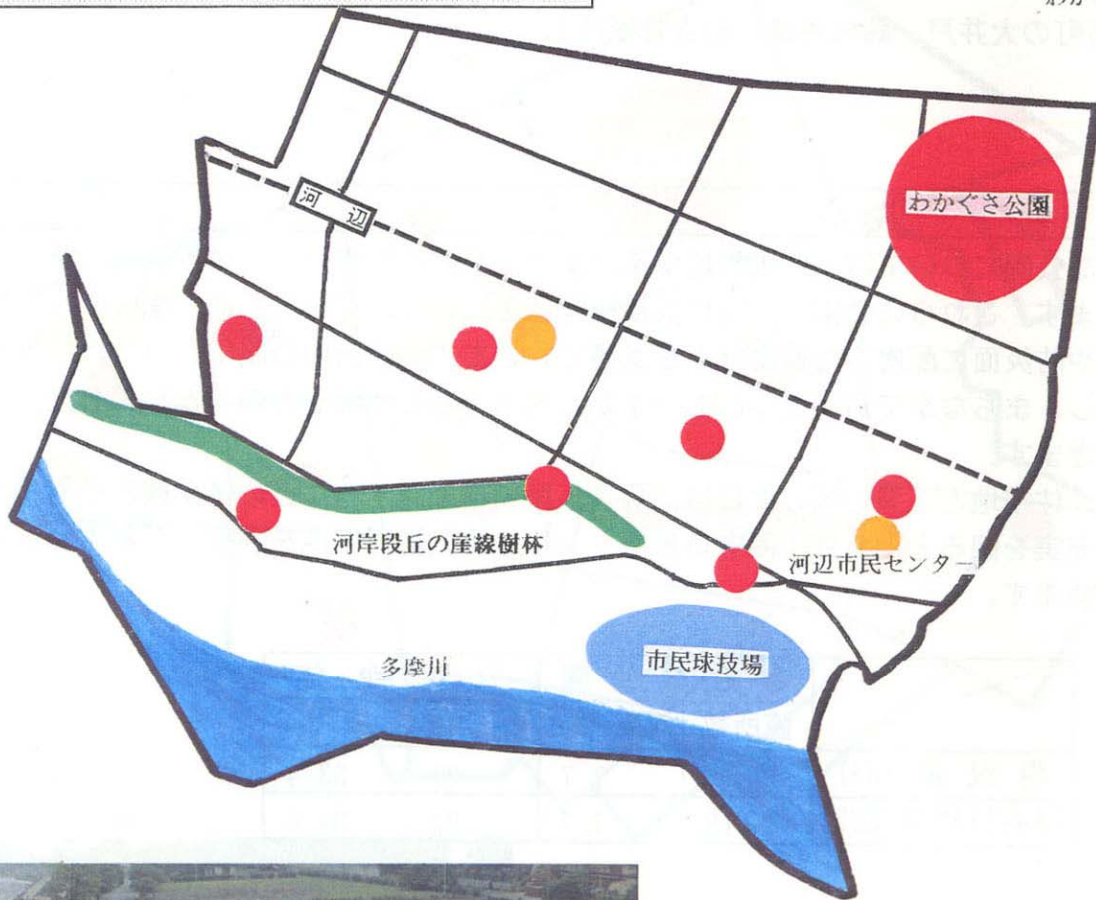 わかぐさ公園
河辺
河岸段丘の崖線樹林
河辺市民センター
多摩川
市民球技場